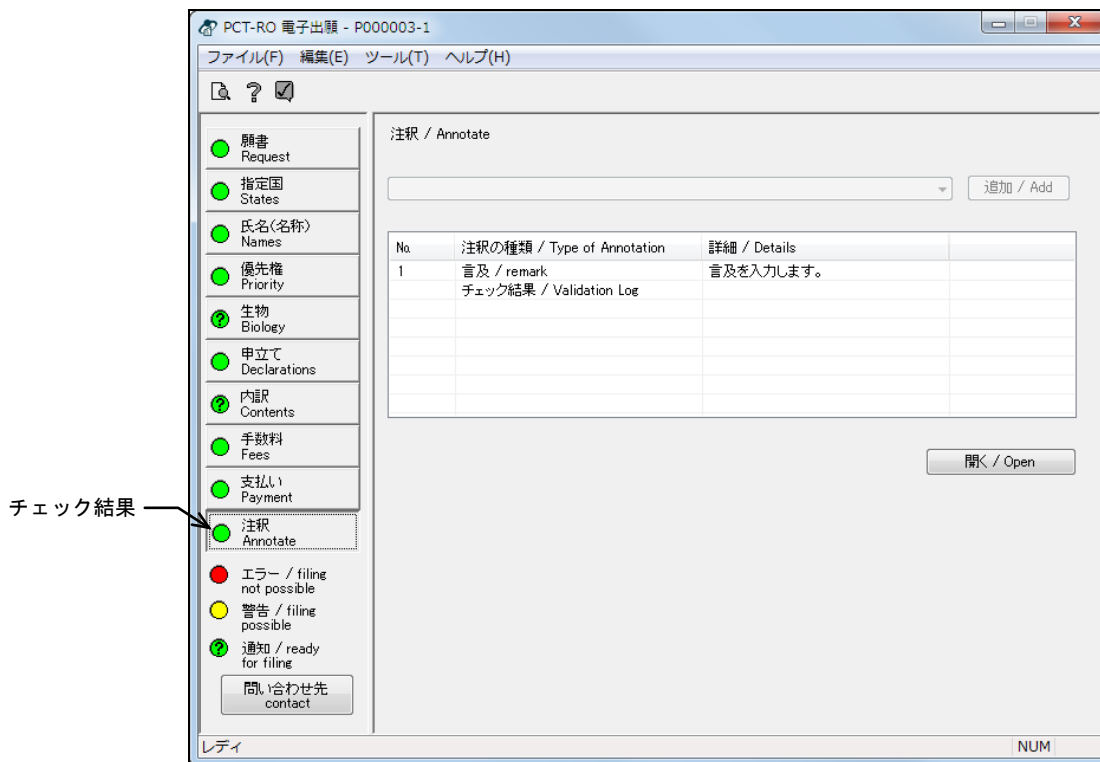 PCT-RO 電子出願 - P000003-1
ファイル(F) 編集(E) ツール(T) ヘルプ(H)
願書
Request
指定国
States
氏名(名称)
Names
優先権
Priority
生物
Biology
申立て
Declarations
内訳
Contents
手数料
Fees
支払い
Payment
チェック結果
注釈
Annotate
エラー / filing
not possible
警告 / filing
possible
通知 / ready
for filing
問い合わせ先
contact
注釈 / Annotate
追加 / Add
No. 注釈の種類 / Type of Annotation 詳細 / Details
1 言及 / remark 言及を入力します。
チェック結果 / Validation Log
開く / Open
レディ NUM